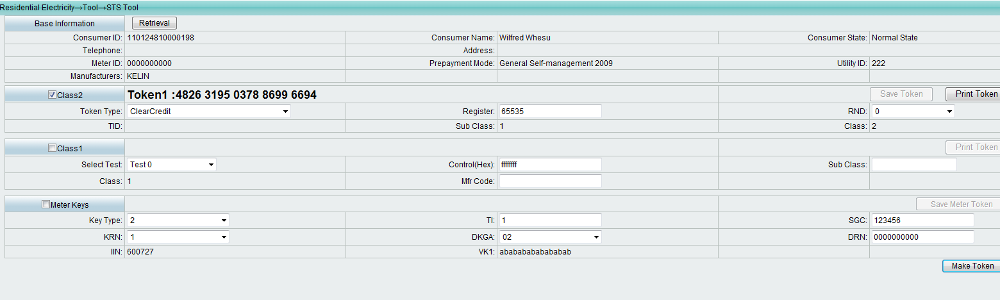 Residential Electricity→Tool→STS Tool
Base Information Retrieval
Consumer ID: 110124810000198 Consumer Name: Wilfred Whesu Consumer State: Normal State
Telephone: Address:
Meter ID: 0000000000 Prepayment Mode: General Self-management 2009 Utility ID: 222
Manufacturers: KELIN
Class2 Token1 :4826 3195 0378 8699 6694 Save Token Print Token
Token Type: ClearCredit Register: 65535 RND: 0
TID: Sub Class: 1 Class: 2
Class1 Print Token
Select Test: Test 0 Control(Hex): ffffffff Sub Class:
Class: 1 Mfr Code:
Meter Keys Save Meter Token
Key Type: 2 TI: 1 SGC: 123456
KRN: 1 DKGA: 02 DRN: 0000000000
IIN: 600727 VK1: abababababababab
Make Token